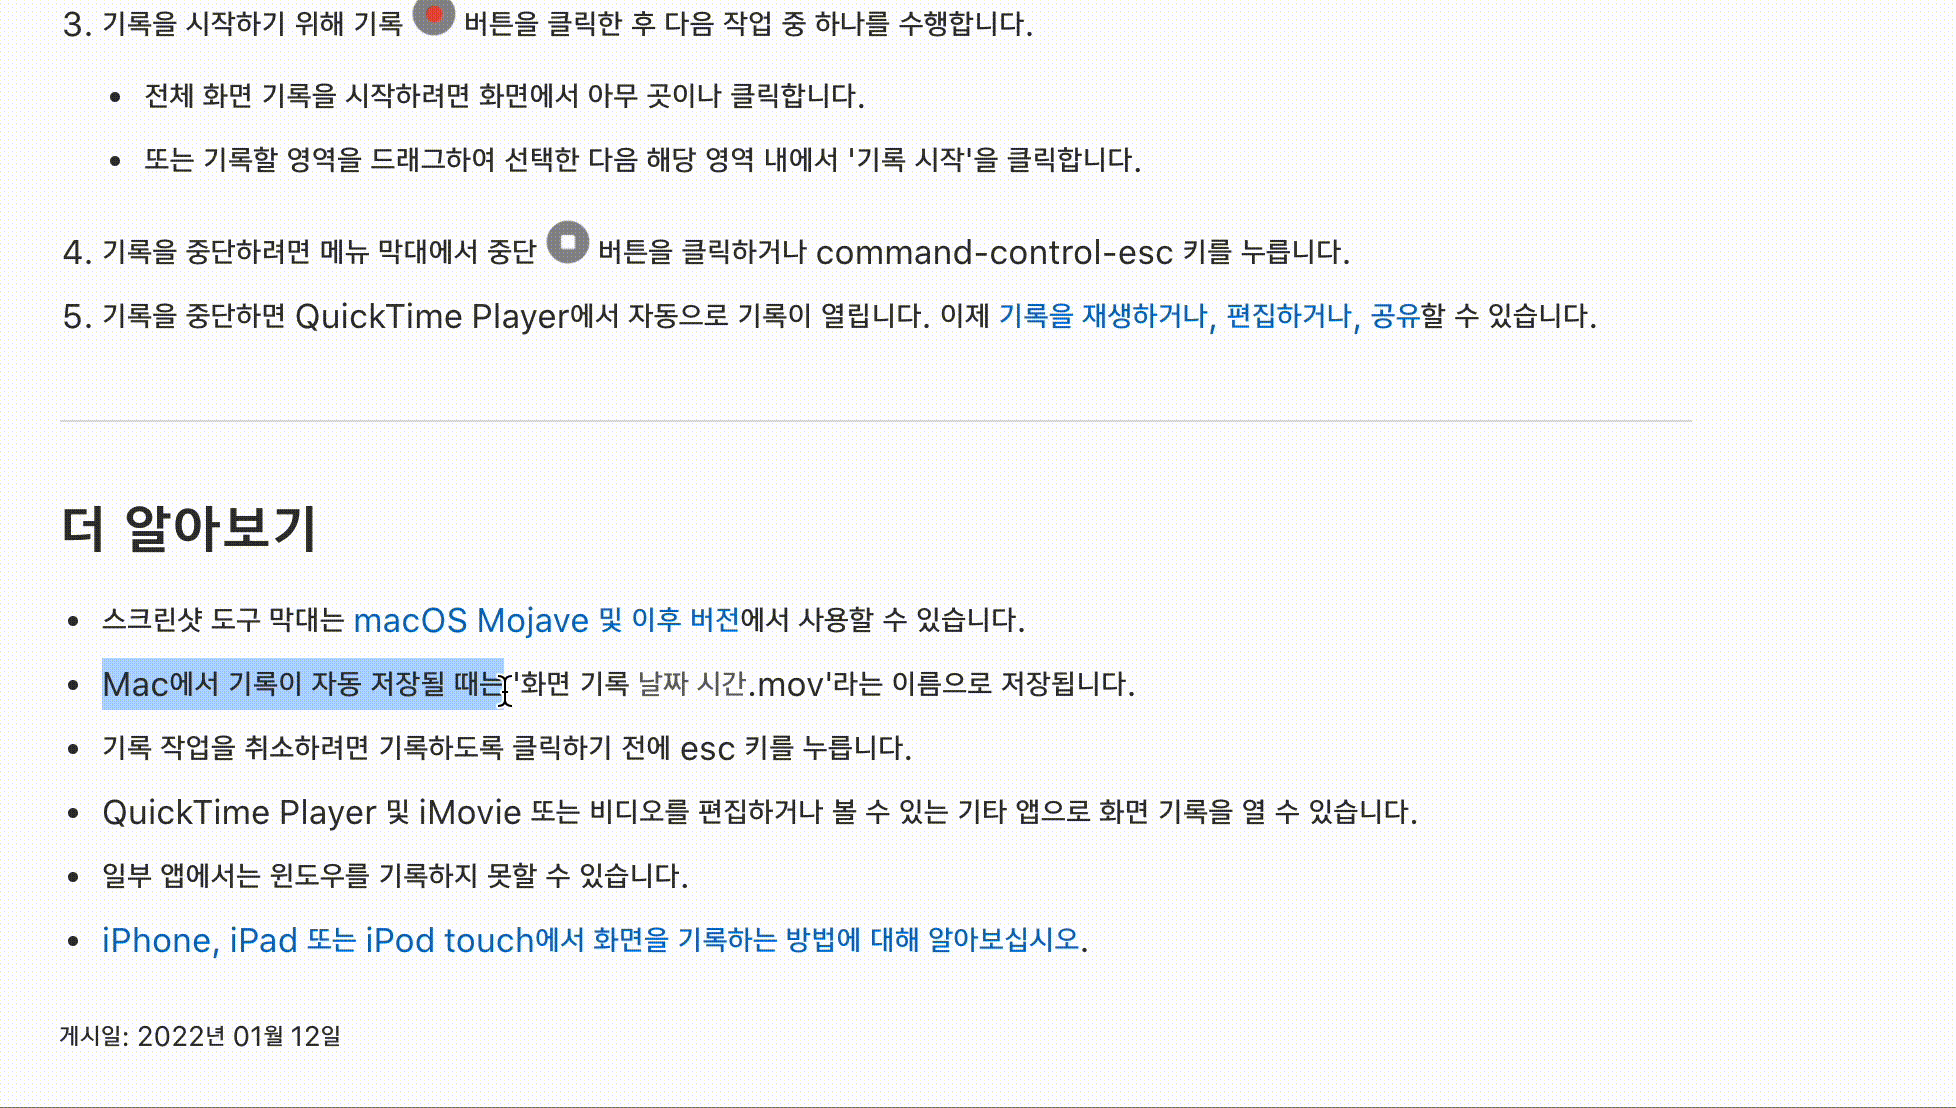 3. 기록을 시작하기 위해 기록 버튼을 클릭한 후 다음 작업 중 하나를 수행합니다.
• 전체 화면 기록을 시작하려면 화면에서 아무 곳이나 클릭합니다.
• 또는 기록할 영역을 드래그하여 선택한 다음 해당 영역 내에서 '기록 시작'을 클릭합니다.
4. 기록을 중단하려면 메뉴 막대에서 중단 버튼을 클릭하거나 command-control-esc 키를 누릅니다.
5. 기록을 중단하면 QuickTime Player에서 자동으로 기록이 열립니다. 이제 기록을 재생하거나, 편집하거나, 공유할 수 있습니다.
더 알아보기
• 스크린샷 도구 막대는 macOS Mojave 및 이후 버전에서 사용할 수 있습니다.
• Mac에서 기록이 자동 저장될 때는 '화면 기록 날짜 시간.mov'라는 이름으로 저장됩니다.
• 기록 작업을 취소하려면 기록하도록 클릭하기 전에 esc 키를 누릅니다.
• QuickTime Player 및 iMovie 또는 비디오를 편집하거나 볼 수 있는 기타 앱으로 화면 기록을 열 수 있습니다.
• 일부 앱에서는 윈도우를 기록하지 못할 수 있습니다.
• iPhone, iPad 또는 iPod touch에서 화면을 기록하는 방법에 대해 알아보십시오.
게시일: 2022년 01월 12일